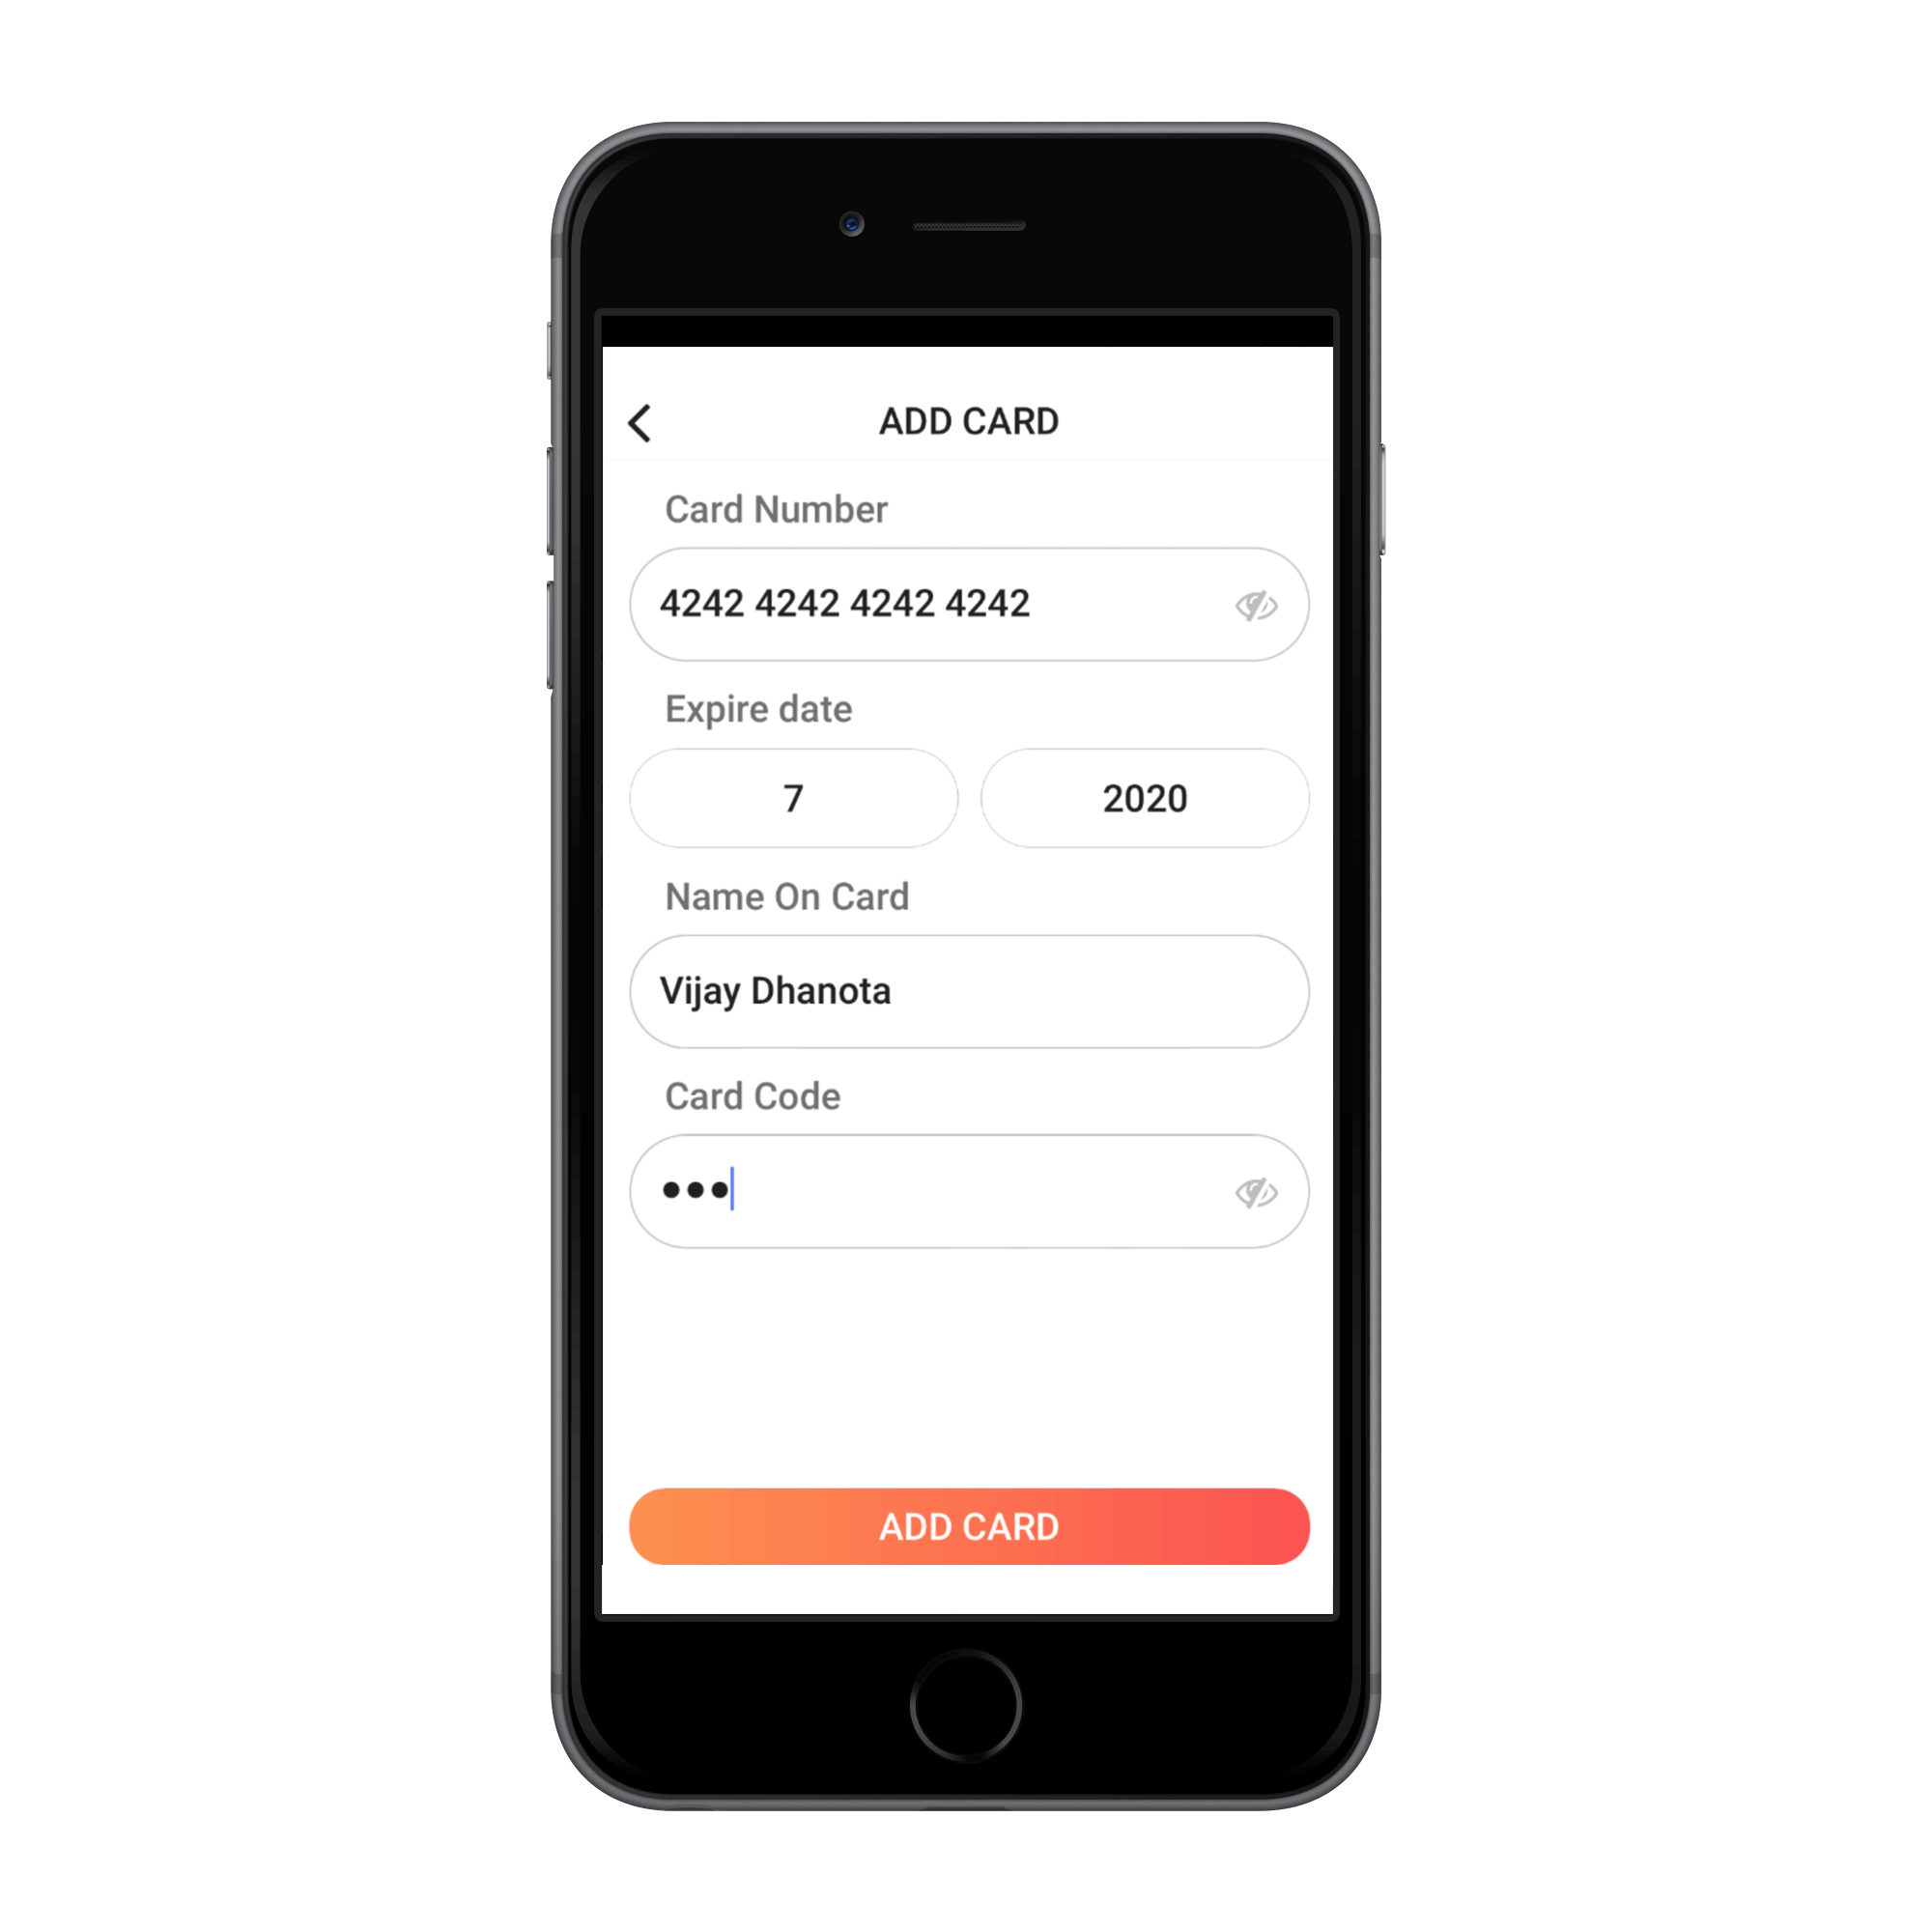 ADD CARD
Card Number
4242 4242 4242 4242
Expire date
7 2020
Name On Card
Vijay Dhanota
Card Code
•••
ADD CARD